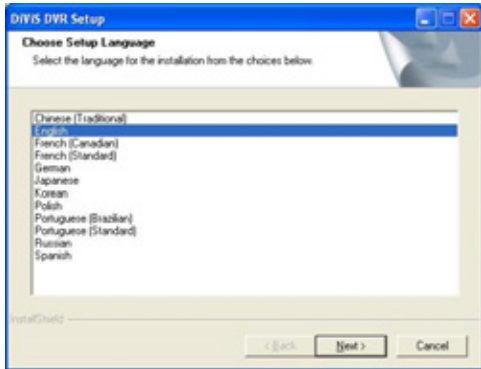 DiViS DVR Setup
Choose Setup Language
Select the language for the installation from the choices below.
Chinese (Traditional)
English
French (Canadian)
French (Standard)
German
Japanese
Korean
Polish
Portuguese (Brazilian)
Portuguese (Standard)
Russian
Spanish
InstallShield
< Back Next > Cancel